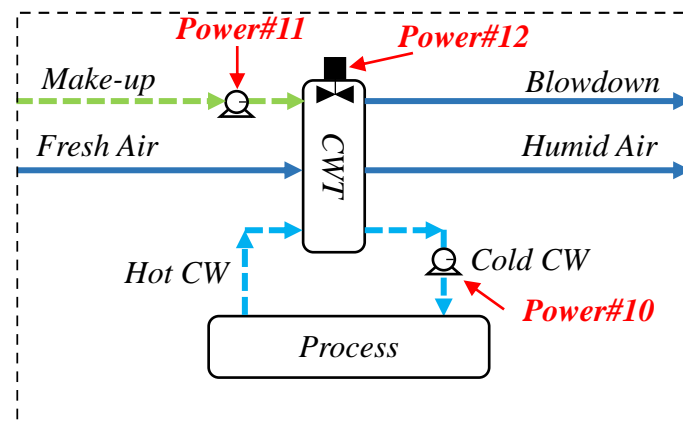 Power#11
Power#12
Make-up
Blowdown
Fresh Air
CWT
Humid Air
Hot CW
Cold CW
Power#10
Process